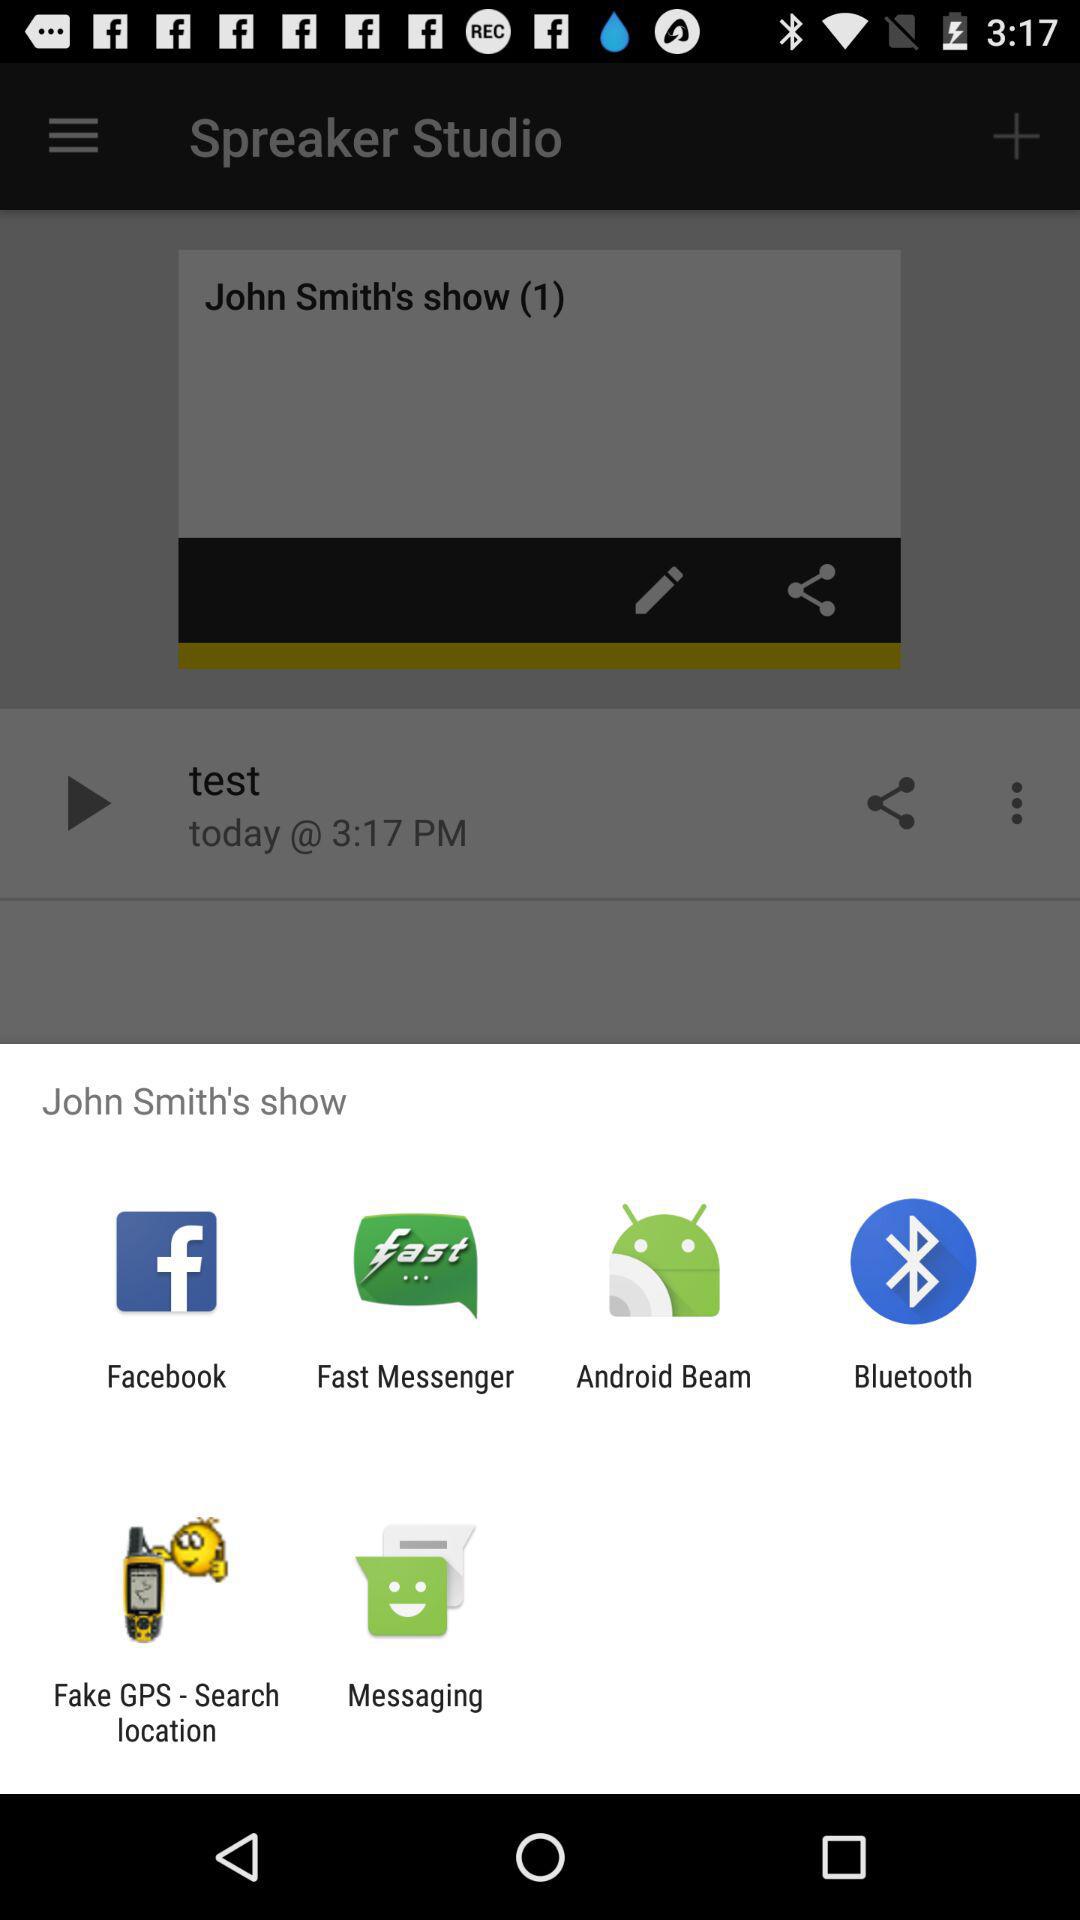 REC 3:17
Spreaker Studio
John Smith's show (1)
test
today @ 3:17 PM
John Smith's show
fast
Facebook Fast Messenger Android Beam Bluetooth
Fake GPS - Search Messaging
location